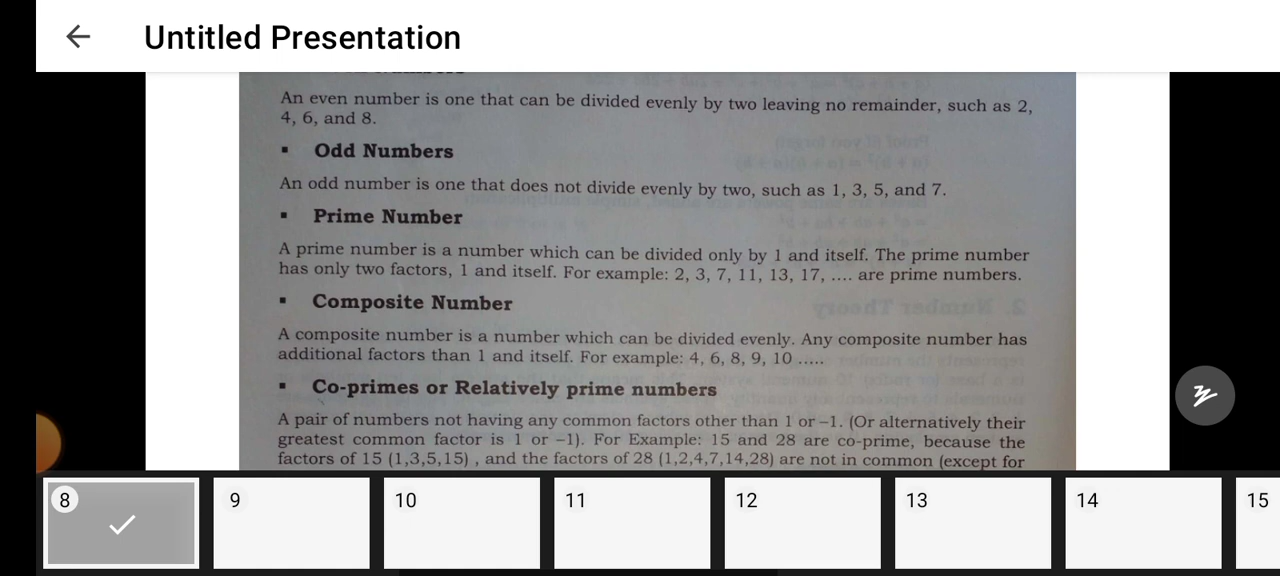 Untitled Presentation
An even number is one that can be divided evenly by two leaving no remainder, such as 2,
4, 6, and 8.
▪ Odd Numbers
An odd number is one that does not divide evenly by two, such as 1, 3, 5, and 7.
▪ Prime Number
A prime number is a number which can be divided only by 1 and itself. The prime number
has only two factors, 1 and itself. For example: 2, 3, 7, 11, 13, 17, .... are prime numbers.
▪ Composite Number
A composite number is a number which can be divided evenly. Any composite number has
additional factors than 1 and itself. For example: 4, 6, 8, 9, 10 .....
▪ Co-primes or Relatively prime numbers
A pair of numbers not having any common factors other than 1 or –1. (Or alternatively their
greatest common factor is 1 or –1). For Example: 15 and 28 are co-prime, because the
factors of 15 (1,3,5,15) , and the factors of 28 (1,2,4,7,14,28) are not in common (except for
8 9 10 11 12 13 14 15